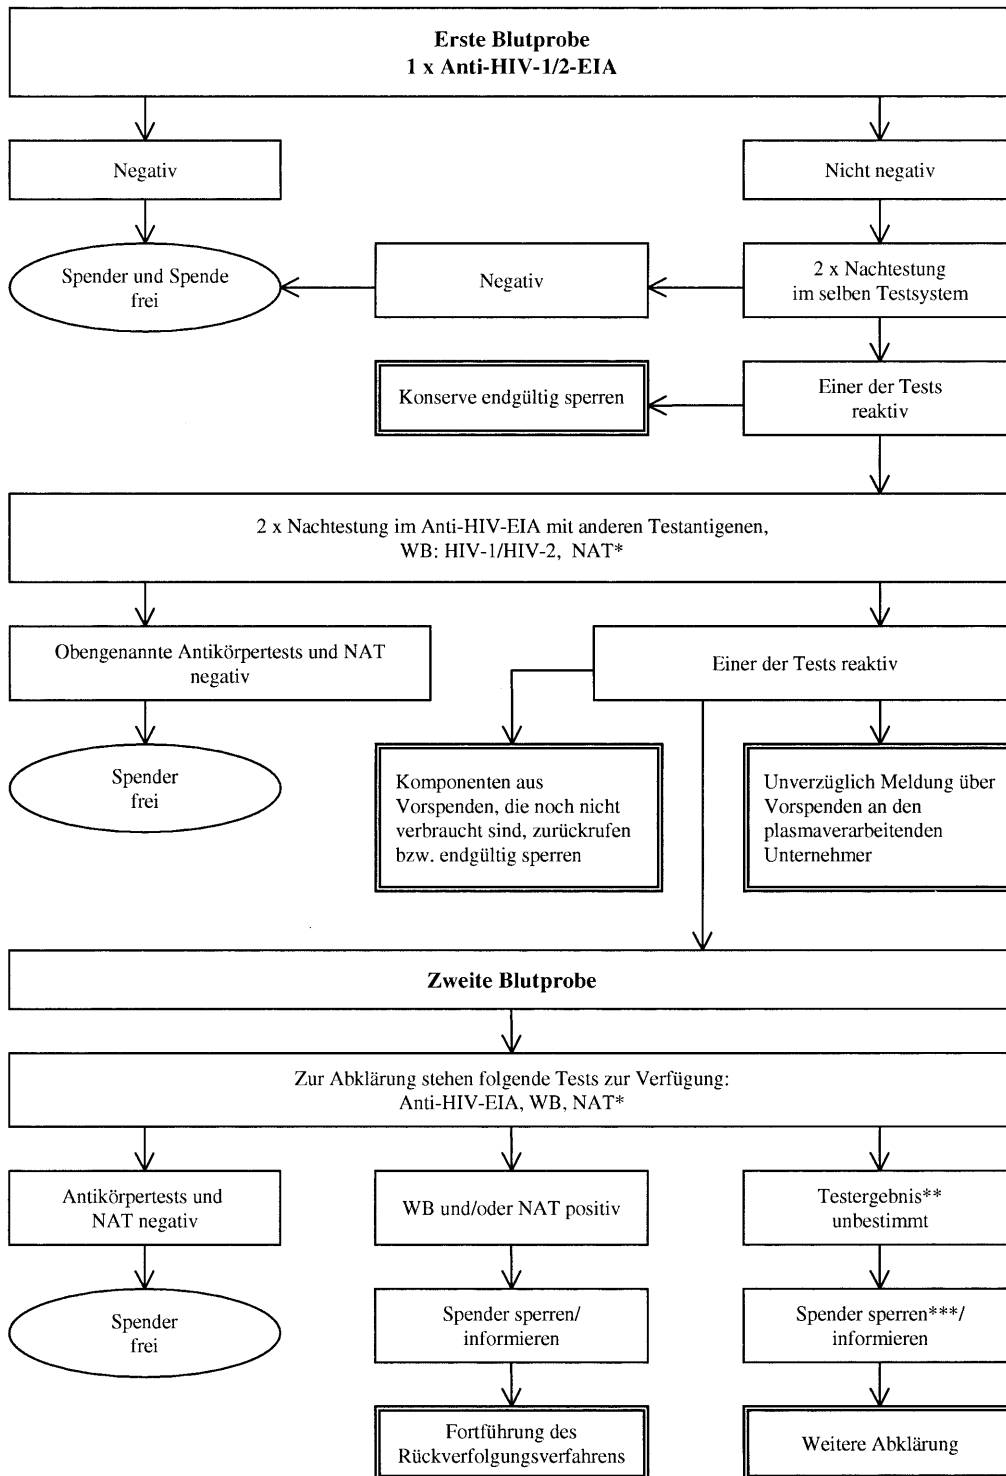 Erste Blutprobe
1 x Anti-HIV-1/2-EIA
Negativ
Nicht negativ
Spender und Spende
frei
Negativ
2 x Nachtestung
im selben Testsystem
Konserve endgültig sperren
Einer der Tests
reaktiv
2 x Nachtestung im Anti-HIV-EIA mit anderen Testantigenen,
WB: HIV-1/HIV-2, NAT*
Obengenannte Antikörpertests und NAT
negativ
Einer der Tests reaktiv
Spender
frei
Komponenten aus
Vorspenden, die noch nicht
verbraucht sind, zurückrufen
bzw. endgültig sperren
Unverzüglich Meldung über
Vorspenden an den
plasmaverarbeitenden
Unternehmer
Zweite Blutprobe
Zur Abklärung stehen folgende Tests zur Verfügung:
Anti-HIV-EIA, WB, NAT*
Antikörpertests und
NAT negativ
WB und/oder NAT positiv
Testergebnis**
unbestimmt
Spender
frei
Spender sperren/
informieren
Spender sperren***/
informieren
Fortführung des
Rückverfolgungsverfahrens
Weitere Abklärung